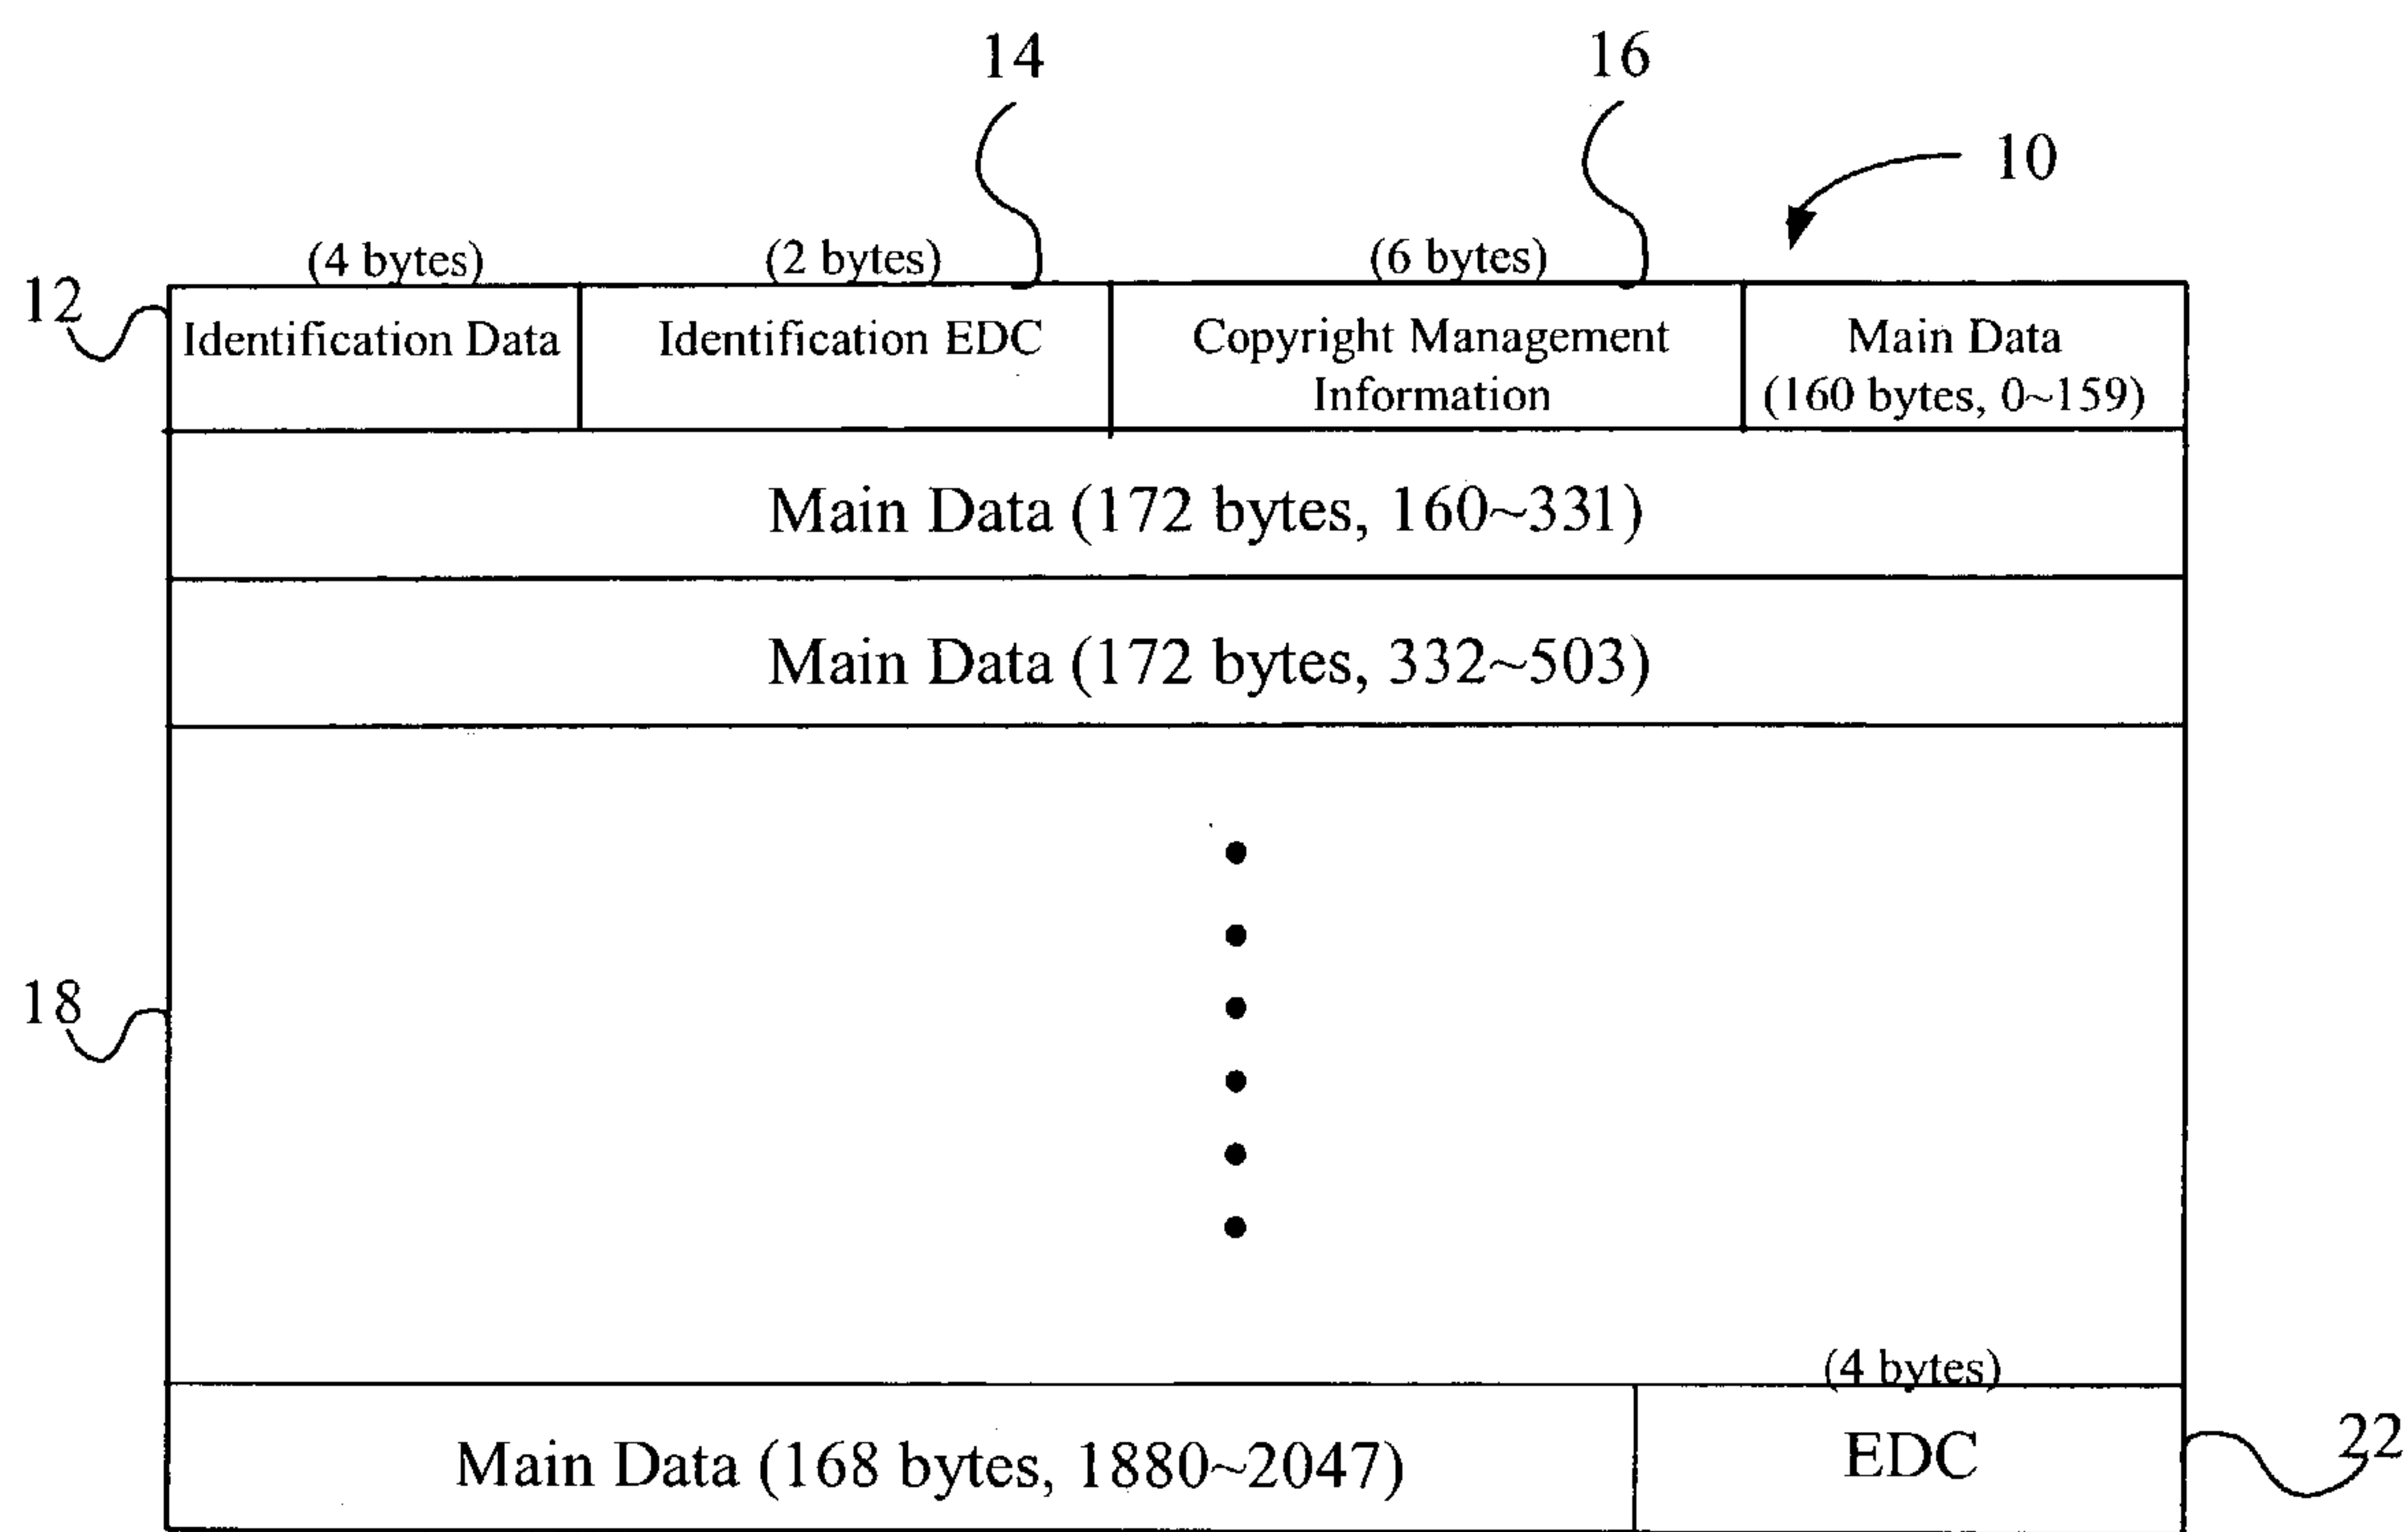 14
16
10
(4 bytes)
(2 bytes)
(6 bytes)
12
Identification Data
Identification EDC
Copyright Management
Information
Main Data
(160 bytes, 0~159)
Main Data (172 bytes, 160~331)
Main Data (172 bytes, 332~503)
18
(4 bytes)
Main Data (168 bytes, 1880~2047)
EDC
22